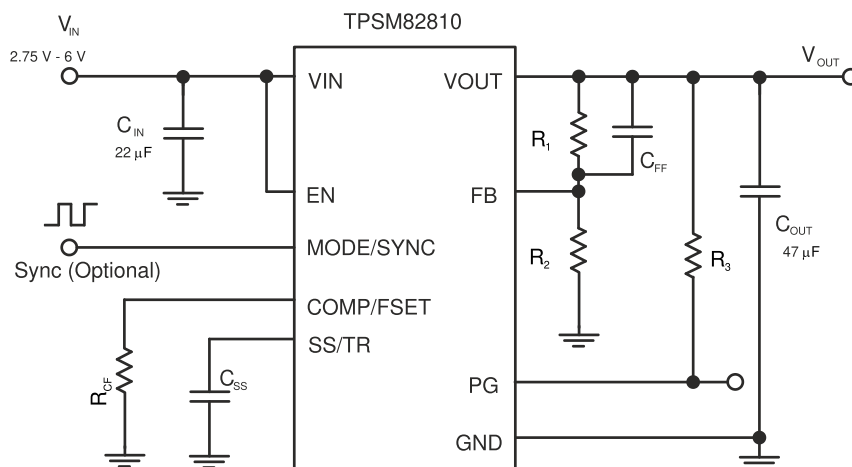 TPSM82810
V_IN
2.75 V - 6 V
V_OUT
VIN
VOUT
C_IN
22 µF
R_1
C_FF
EN
FB
MODE/SYNC
Sync (Optional)
R_2
R_3
C_OUT
47 µF
COMP/FSET
SS/TR
R_CF
C_SS
PG
GND